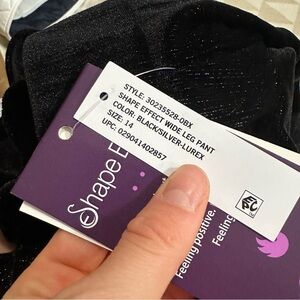 STYLE: 30235528-0BX
SHAPE EFFECT WIDE LEG PANT
COLOR: BLACK/SILVER-LUREX
SIZE: 14
UPC: 029041402857
Shape E
Feeling positive.
Feeling